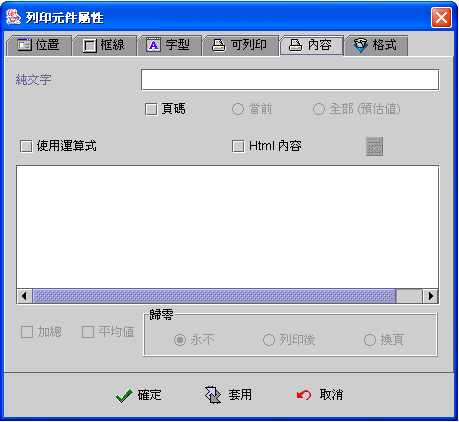 列印元件屬性
位置 框線 字型 可列印 內容 格式
純文字
頁碼 當前 全部 (預估值)
使用運算式 Html 內容
加總 平均值
歸零
永不 列印後 換頁
確定 套用 取消